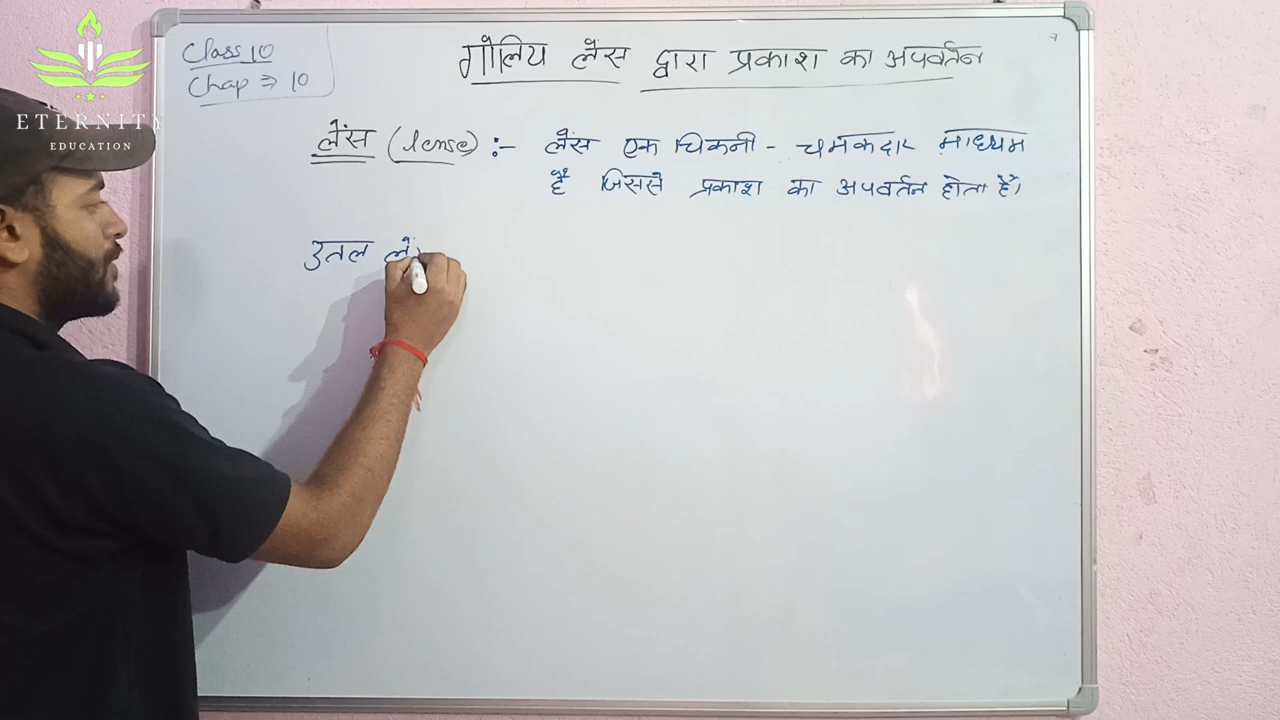 ETERNITY
EDUCATION
Class 10
Chap ⇒ 10
गोलिय लेंस द्वारा प्रकाश का अपवर्तन
लेंस (lense) :- लेंस एक चिकनी - चमकदार माध्यम
है जिससे प्रकाश का अपवर्तन होता है।
उतल